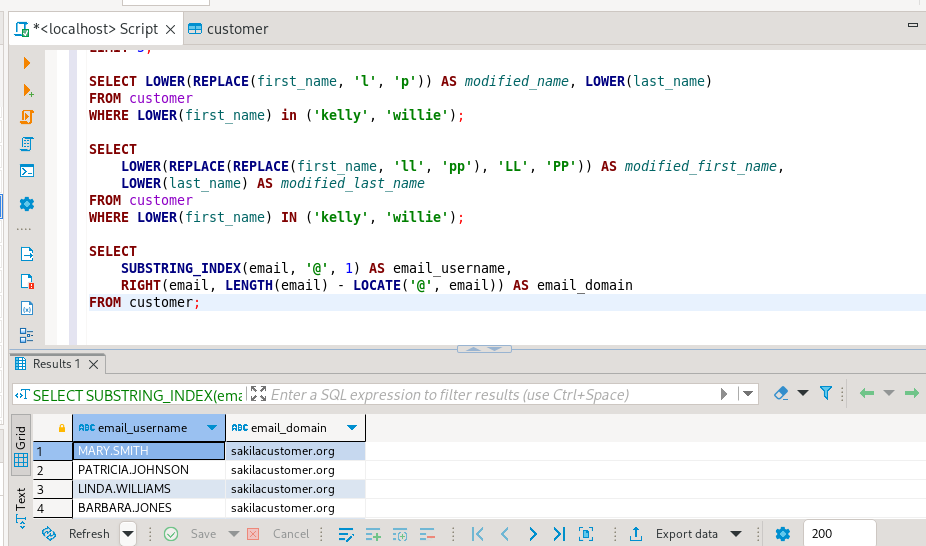 *<localhost> Script
customer
SELECT LOWER(REPLACE(first_name, 'l', 'p')) AS modified_name, LOWER(last_name)
FROM customer
WHERE LOWER(first_name) in ('kelly', 'willie');
SELECT
LOWER(REPLACE(REPLACE(first_name, 'll', 'pp'), 'LL', 'PP')) AS modified_first_name,
LOWER(last_name) AS modified_last_name
FROM customer
WHERE LOWER(first_name) IN ('kelly', 'willie');
SELECT
SUBSTRING_INDEX(email, '@', 1) AS email_username,
RIGHT(email, LENGTH(email) - LOCATE('@', email)) AS email_domain
FROM customer;
Results 1
SELECT SUBSTRING_INDEX(ema
Enter a SQL expression to filter results (use Ctrl+Space)
Grid
Text
email_username email_domain
1 MARY.SMITH sakilacustomer.org
2 PATRICIA.JOHNSON sakilacustomer.org
3 LINDA.WILLIAMS sakilacustomer.org
4 BARBARA.JONES sakilacustomer.org
Refresh Save Cancel Export data 200